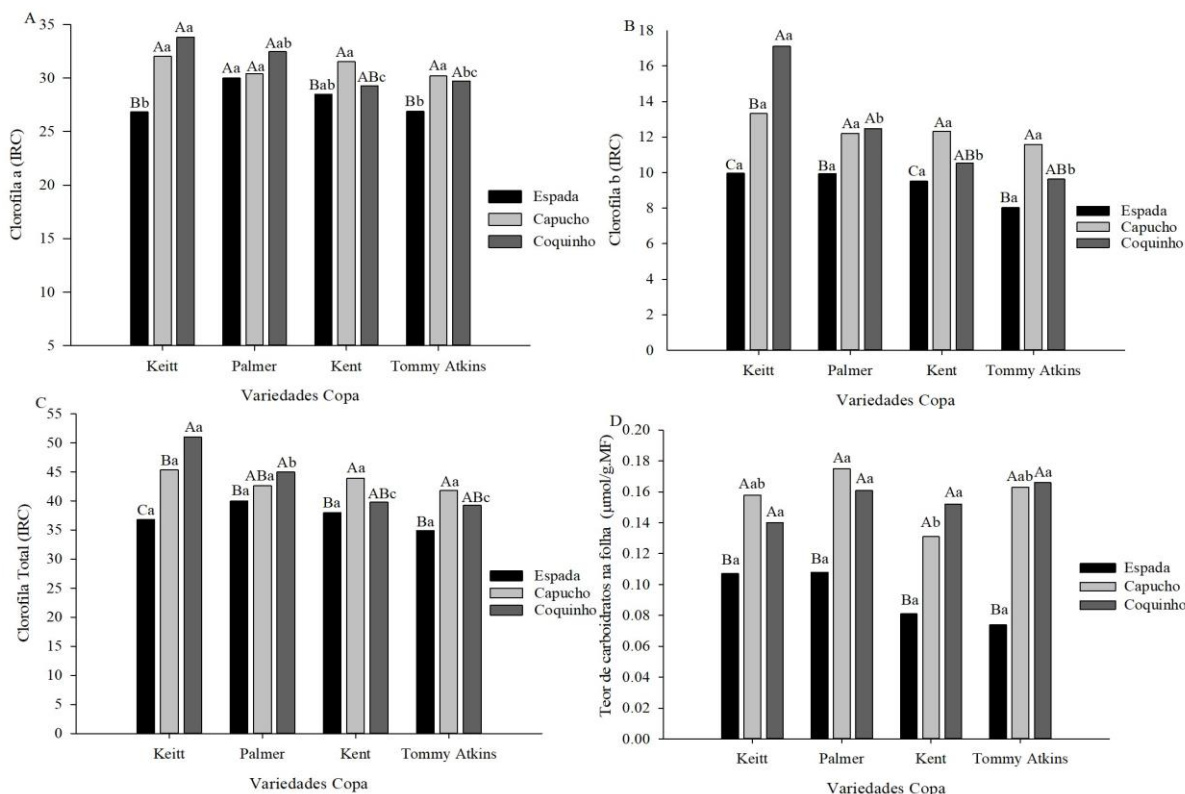 A
Clorofila a (IRC)
35
30
25
20
15
10
5
Bb Aa Aa
Aa Aa Aab
Bab Aa ABc
Bb Aa Abc
Espada
Capucho
Coquinho
Keitt Palmer Kent Tommy Atkins
Variedades Copa
B
Clorofila b (IRC)
18
16
14
12
10
8
6
4
2
0
Ca Ba Aa
Ba Aa Ab
Ca Aa ABb
Ba Aa ABb
Espada
Capucho
Coquinho
Keitt Palmer Kent Tommy Atkins
Variedades Copa
C
Clorofila Total (IRC)
55
50
45
40
35
30
25
20
15
10
5
0
Ca Ba Aa
Ba ABa Ab
Ba Aa ABc
Ba Aa ABc
Espada
Capucho
Coquinho
Keitt Palmer Kent Tommy Atkins
Variedades Copa
D
Teor de carboidratos na folha (µmol/g.MF)
0.20
0.18
0.16
0.14
0.12
0.10
0.08
0.06
0.04
0.02
0.00
Ba Aab Aa
Ba Aa Aa
Ba Ab Aa
Ba Aab Aa
Espada
Capucho
Coquinho
Keitt Palmer Kent Tommy Atkins
Variedades Copa